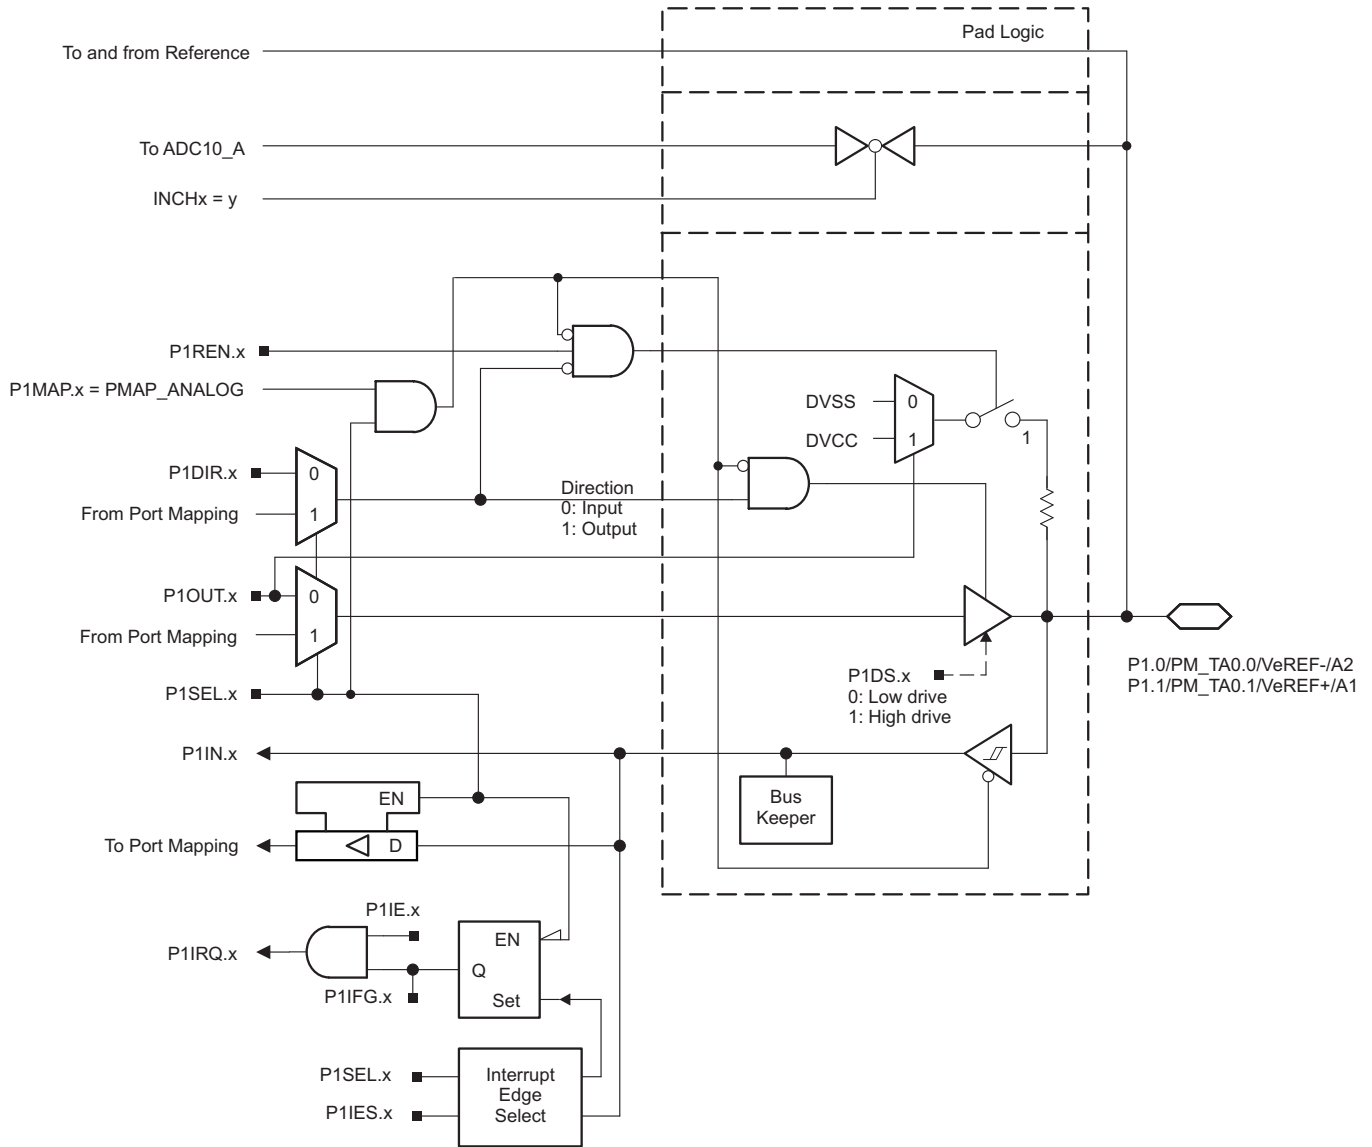 Pad Logic
To and from Reference
To ADC10_A
INCHx = y
P1REN.x
P1MAP.x = PMAP_ANALOG
DVSS
0
DVCC
1
1
P1DIR.x
0
From Port Mapping
1
Direction
0: Input
1: Output
P1OUT.x
0
From Port Mapping
1
P1SEL.x
P1DS.x
0: Low drive
1: High drive
P1.0/PM_TA0.0/VeREF-/A2
P1.1/PM_TA0.1/VeREF+/A1
P1IN.x
EN
Bus
Keeper
To Port Mapping
D
P1IE.x
P1IRQ.x
EN
Q
P1IFG.x
Set
P1SEL.x
P1IES.x
Interrupt
Edge
Select